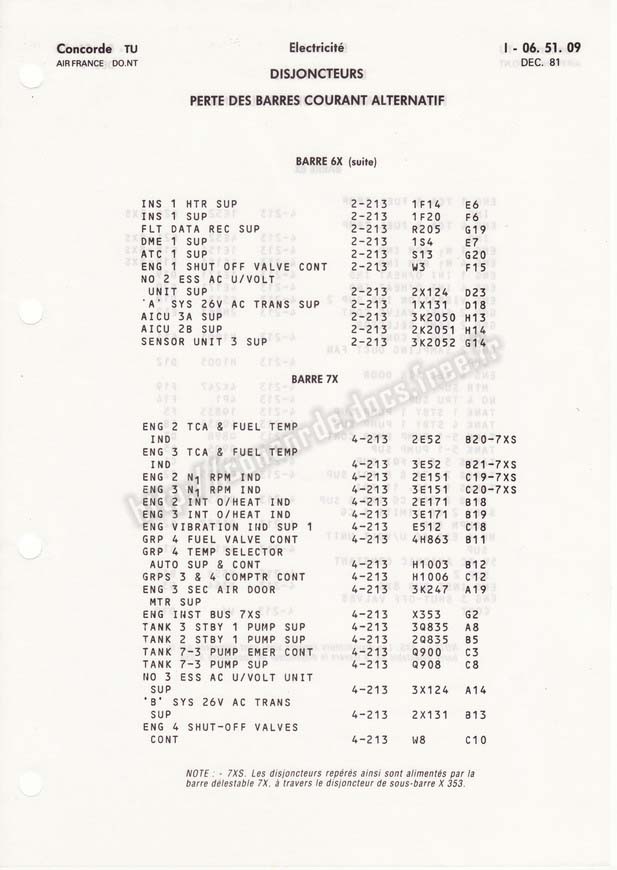 Concorde TU
AIR FRANCE DO.NT
Electricité
I - 06. 51. 09
DEC. 81
DISJONCTEURS
PERTE DES BARRES COURANT ALTERNATIF
BARRE 6X (suite)
INS 1 HTR SUP 2-213 1F14 E6
INS 1 SUP 2-213 1F20 F6
FLT DATA REC SUP 2-213 R205 G19
DME 1 SUP 2-213 1S4 E7
ATC 1 SUP 2-213 S13 G20
ENG 1 SHUT OFF VALVE CONT 2-213 W3 F15
NO 2 ESS AC U/VOLT
UNIT SUP 2-213 2X124 D23
'A' SYS 26V AC TRANS SUP 2-213 1X131 D18
AICU 3A SUP 2-213 3K2050 H13
AICU 2B SUP 2-213 2K2051 H14
SENSOR UNIT 3 SUP 2-213 3K2052 G14
BARRE 7X
ENG 2 TCA & FUEL TEMP
IND 4-213 2E52 B20-7XS
ENG 3 TCA & FUEL TEMP
IND 4-213 3E52 B21-7XS
ENG 2 N1 RPM IND 4-213 2E151 C19-7XS
ENG 3 N1 RPM IND 4-213 3E151 C20-7XS
ENG 2 INT O/HEAT IND 4-213 2E171 B18
ENG 3 INT O/HEAT IND 4-213 3E171 B19
ENG VIBRATION IND SUP 1 4-213 E512 C18
GRP 4 FUEL VALVE CONT 4-213 4H863 B11
GRP 4 TEMP SELECTOR
AUTO SUP & CONT 4-213 H1003 B12
GRPS 3 & 4 COMPTR CONT 4-213 H1006 C12
ENG 3 SEC AIR DOOR 4-213 3K247 A19
MTR SUP
ENG INST BUS 7XS 4-213 X353 G2
TANK 3 STBY 1 PUMP SUP 4-213 3Q835 A8
TANK 2 STBY 1 PUMP SUP 4-213 2Q835 B5
TANK 7-3 PUMP EMER CONT 4-213 Q900 C3
TANK 7-3 PUMP SUP 4-213 Q908 C8
NO 3 ESS AC U/VOLT UNIT
SUP 4-213 3X124 A14
'B' SYS 26V AC TRANS
SUP 4-213 2X131 B13
ENG 4 SHUT-OFF VALVES
CONT 4-213 W8 C10
NOTE : - 7XS. Les disjoncteurs repérés ainsi sont alimentés par la
barre délestable 7X, à travers le disjoncteur de sous-barre X 353.
http://concorde.docs.free.fr